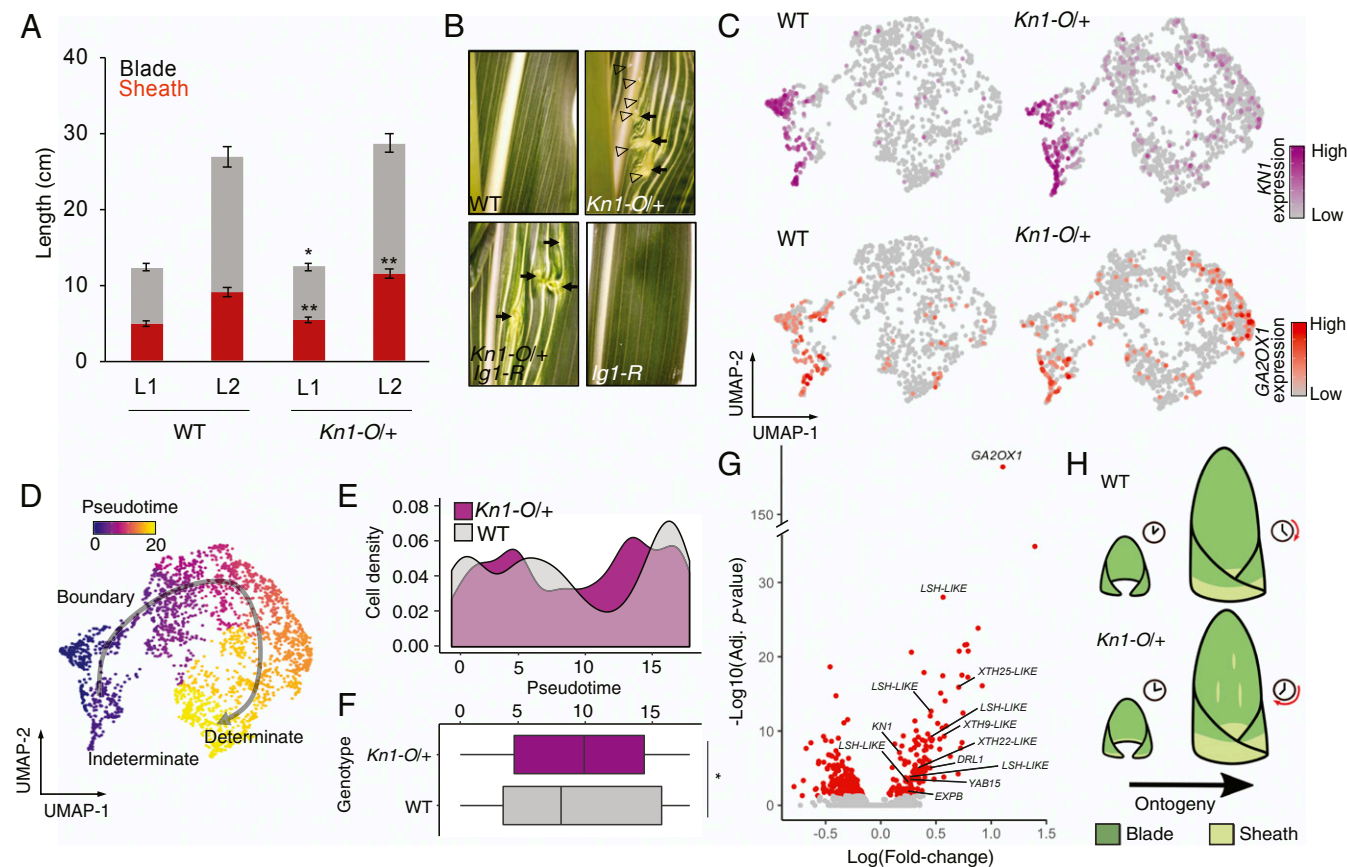 A
40
30
20
10
0
Length (cm)
Blade
Sheath
*
**
**
L1
L2
L1
L2
WT
Kn1-O/+
B
WT
Kn1-O/+
Kn1-O/+
lg1-R
lg1-R
C
WT
Kn1-O/+
High
Low
KN1
expression
WT
Kn1-O/+
High
Low
GA2OX1
expression
UMAP-2
UMAP-1
D
Pseudotime
0
20
Boundary
Indeterminate
Determinate
UMAP-2
UMAP-1
E
Kn1-O/+
WT
0.08
0.06
0.04
0.02
0.00
Cell density
0
5
10
15
Pseudotime
F
0
5
10
15
Kn1-O/+
WT
Genotype
*
G
GA2OX1
150
30
20
10
0
-Log10(Adj. p-value)
LSH-LIKE
XTH25-LIKE
LSH-LIKE
LSH-LIKE
KN1
XTH9-LIKE
LSH-LIKE
XTH22-LIKE
DRL1
LSH-LIKE
YAB15
EXPB
-0.5
0.0
0.5
1.0
1.5
Log(Fold-change)
H
WT
Kn1-O/+
Ontogeny
Blade
Sheath